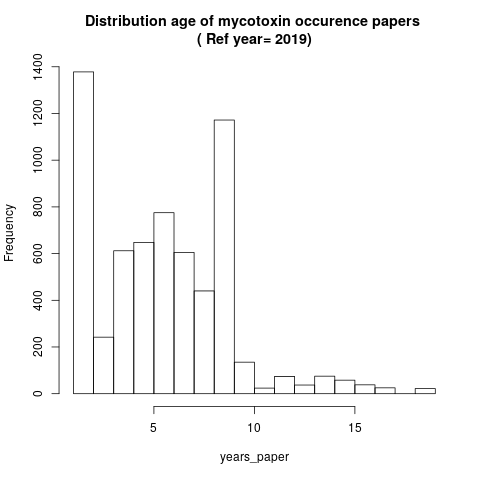 Distribution age of mycotoxin occurence papers
( Ref year= 2019)
Frequency
1400
1200
1000
800
600
400
200
0
5
10
15
years_paper